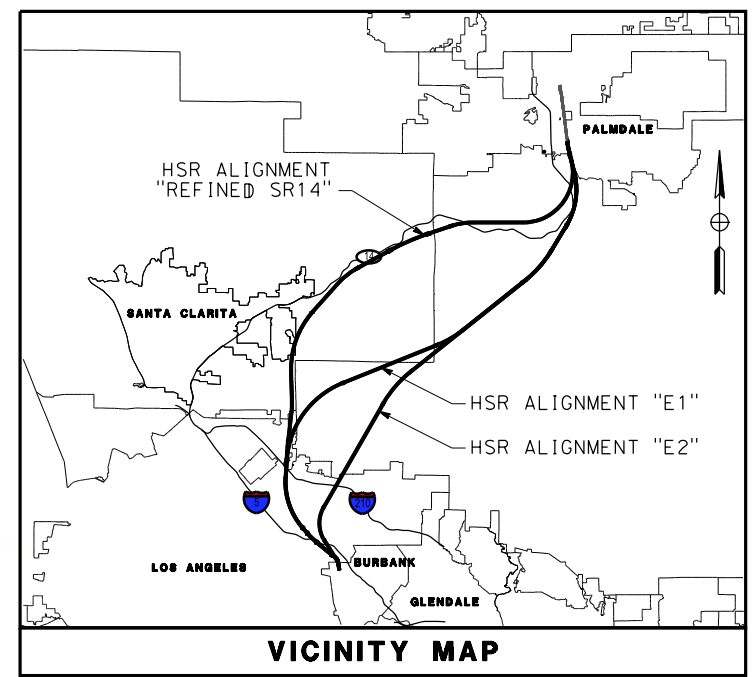 PALMDALE
HSR ALIGNMENT
"REFINED SR14"
14
SANTA CLARITA
HSR ALIGNMENT "E1"
HSR ALIGNMENT "E2"
5
210
LOS ANGELES
BURBANK
GLENDALE
VICINITY MAP